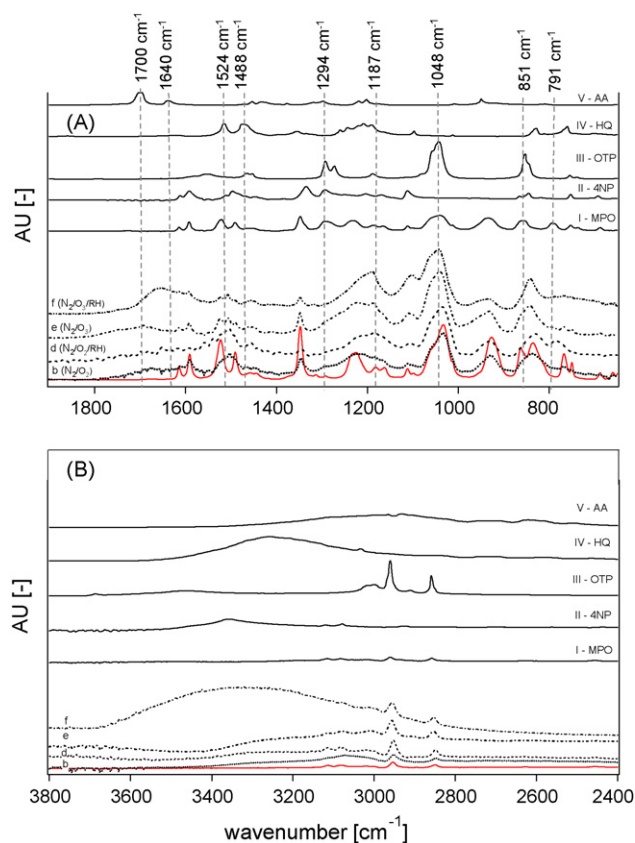 1700 cm⁻¹
1640 cm⁻¹
1524 cm⁻¹
1488 cm⁻¹
1294 cm⁻¹
1187 cm⁻¹
1048 cm⁻¹
851 cm⁻¹
791 cm⁻¹
(A)
V - AA
IV - HQ
III - OTP
II - 4NP
I - MPO
AU [-]
f (N₂/O₃/RH)
e (N₂/O₃)
d (N₂/O₂/RH)
b (N₂/O₂)
1800 1600 1400 1200 1000 800
(B)
V - AA
IV - HQ
III - OTP
II - 4NP
I - MPO
AU [-]
f
e
d
b
3800 3600 3400 3200 3000 2800 2600 2400
wavenumber [cm⁻¹]